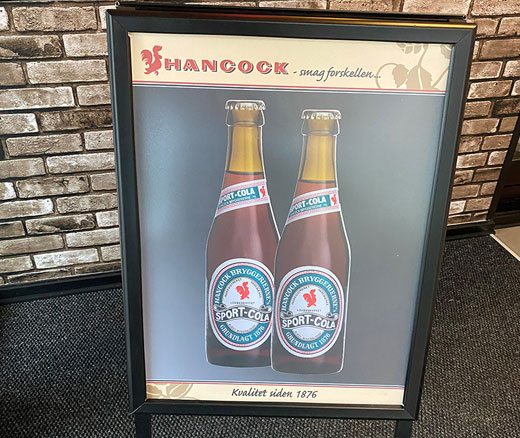 HANCOCK - smag forskellen...
SPORT-COLA
SPORT-COLA
HANCOCK BRYGGERIERNE'S
SPORT-COLA
GRUNDLAGT 1876
HANCOCK BRYGGERIERNE'S
SPORT-COLA
GRUNDLAGT 1876
Kvalitet siden 1876